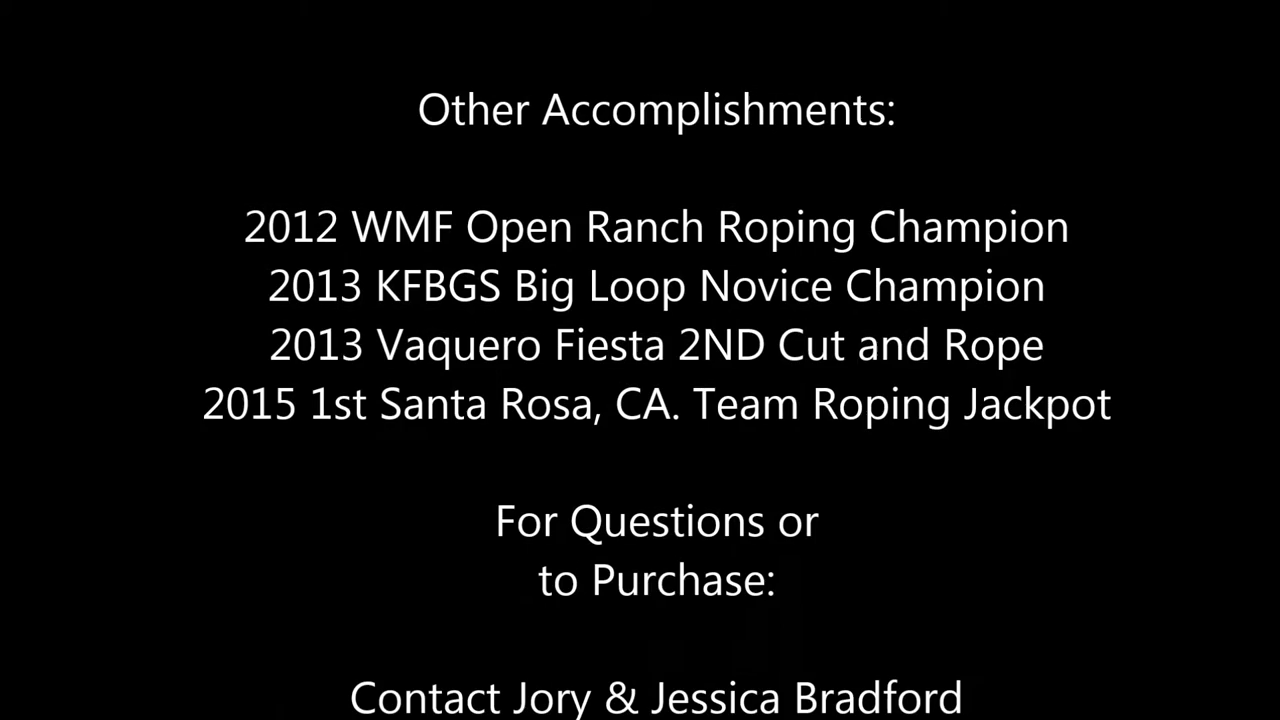 Other Accomplishments:
2012 WMF Open Ranch Roping Champion
2013 KFBGS Big Loop Novice Champion
2013 Vaquero Fiesta 2ND Cut and Rope
2015 1st Santa Rosa, CA. Team Roping Jackpot
For Questions or
to Purchase:
Contact Jory & Jessica Bradford